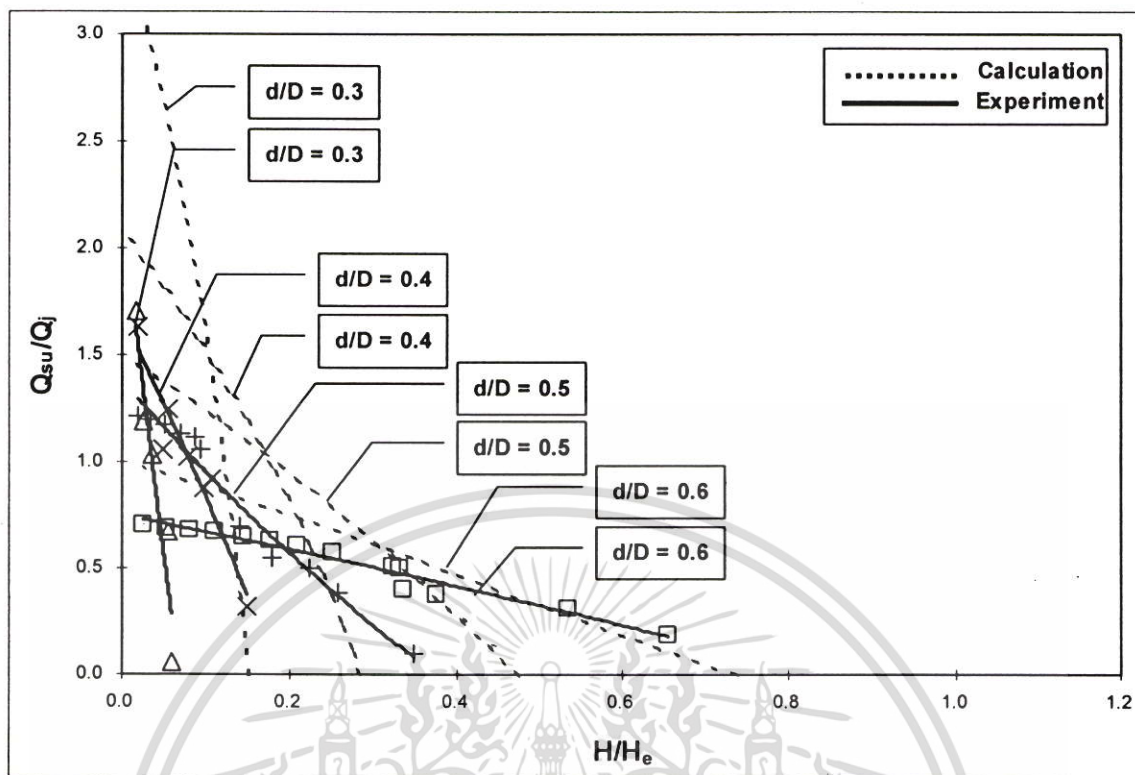 3.0
Calculation
Experiment
d/D = 0.3
2.5
d/D = 0.3
2.0
d/D = 0.4
d/D = 0.4
1.5
d/D = 0.5
d/D = 0.5
1.0
d/D = 0.6
d/D = 0.6
0.5
0.0
Qsu/Qj
0.0 0.2 0.4 0.6 0.8 1.0 1.2
H/He